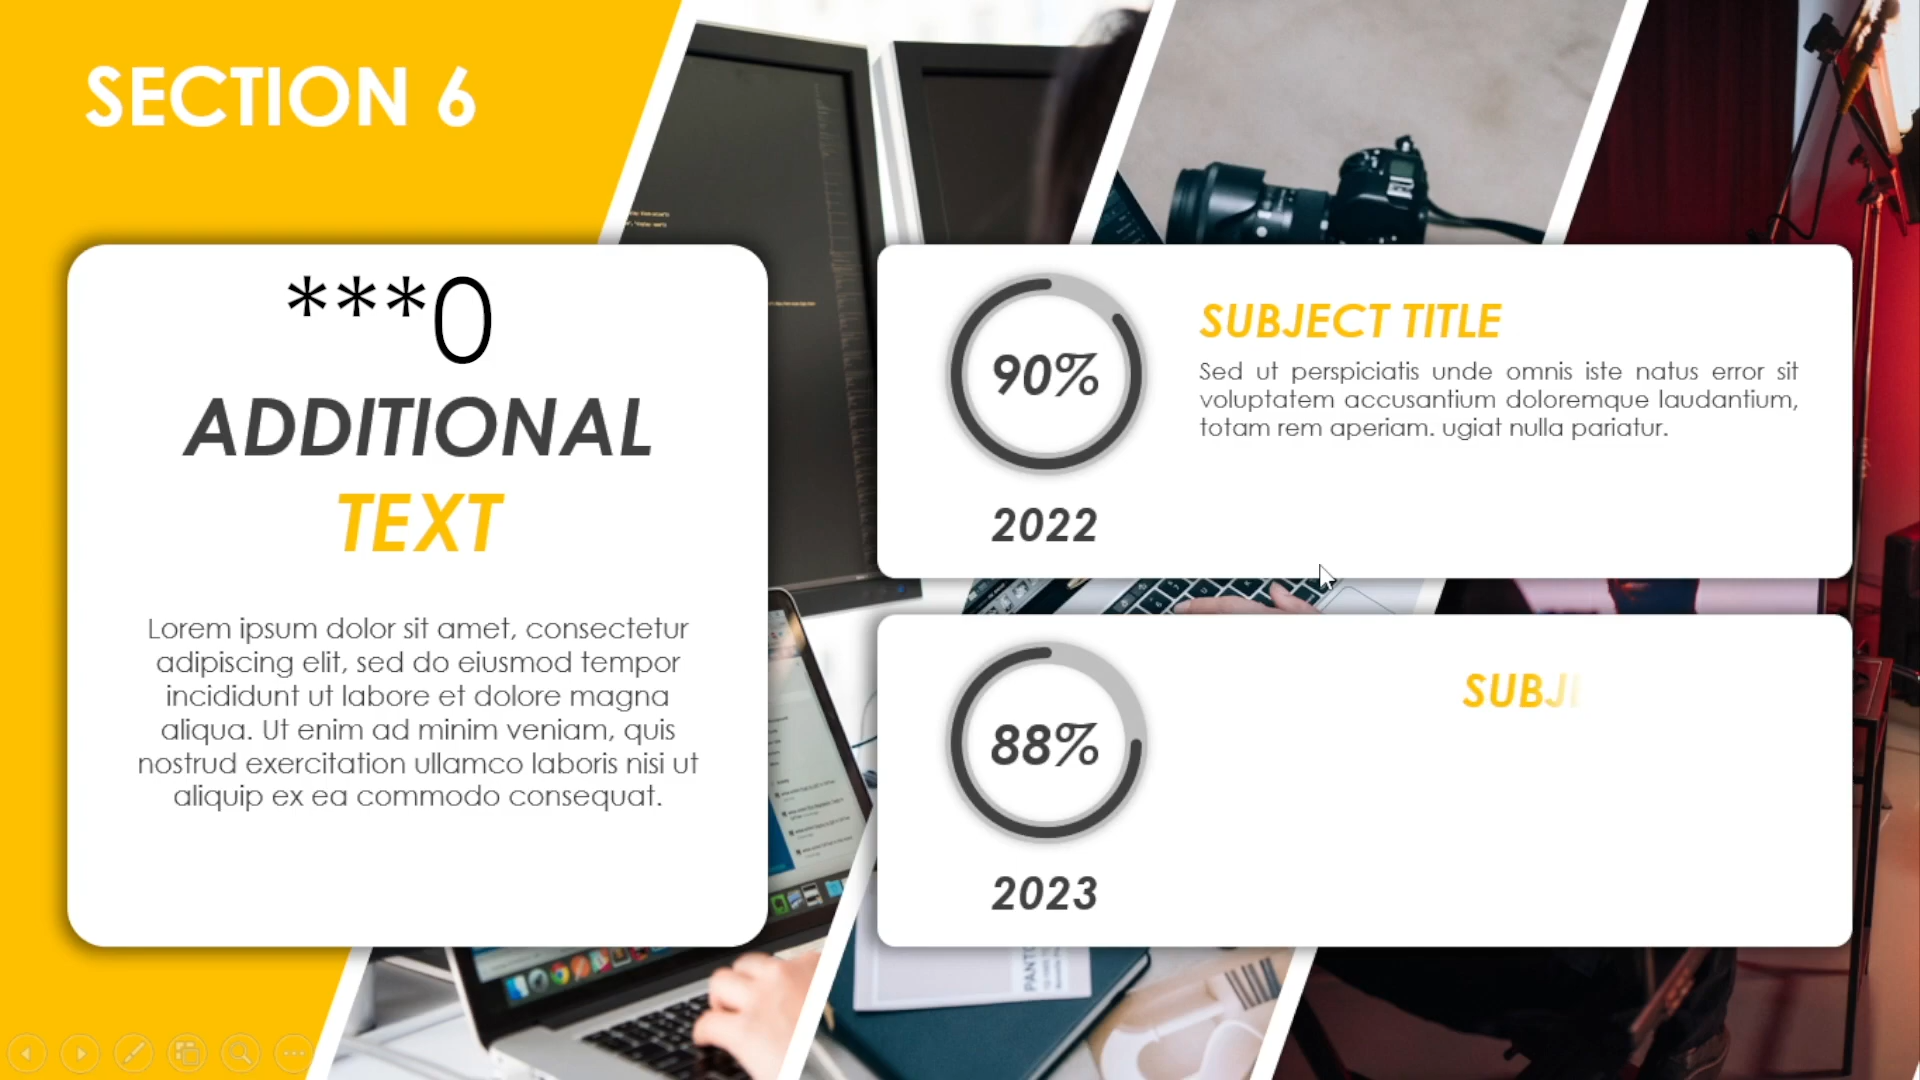 SECTION 6
***0
ADDITIONAL
TEXT
Lorem ipsum dolor sit amet, consectetur
adipiscing elit, sed do eiusmod tempor
incididunt ut labore et dolore magna
aliqua. Ut enim ad minim veniam, quis
nostrud exercitation ullamco laboris nisi ut
aliquip ex ea commodo consequat.
90%
2022
SUBJECT TITLE
Sed ut perspiciatis unde omnis iste natus error sit
voluptatem accusantium doloremque laudantium,
totam rem aperiam. ugiat nulla pariatur.
88%
2023
SUBJ